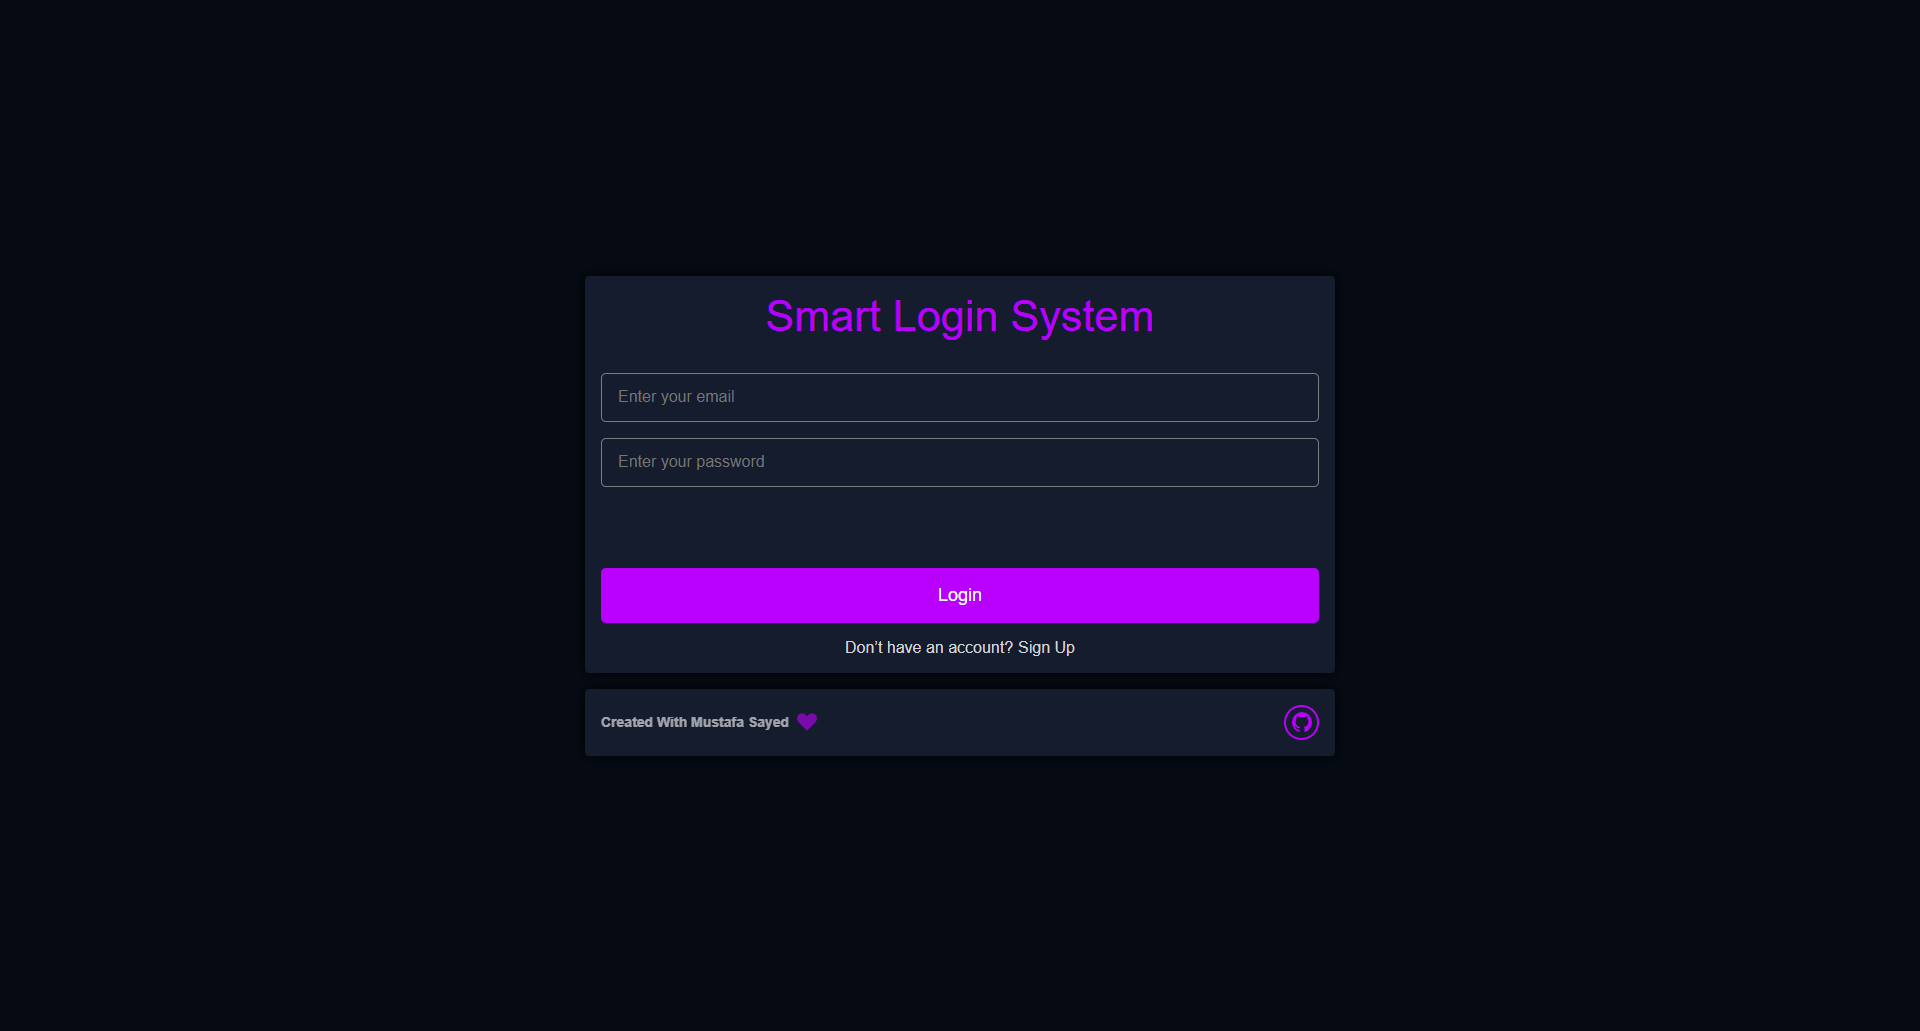 Smart Login System
Enter your email
Enter your password
Login
Don’t have an account? Sign Up
Created With Mustafa Sayed